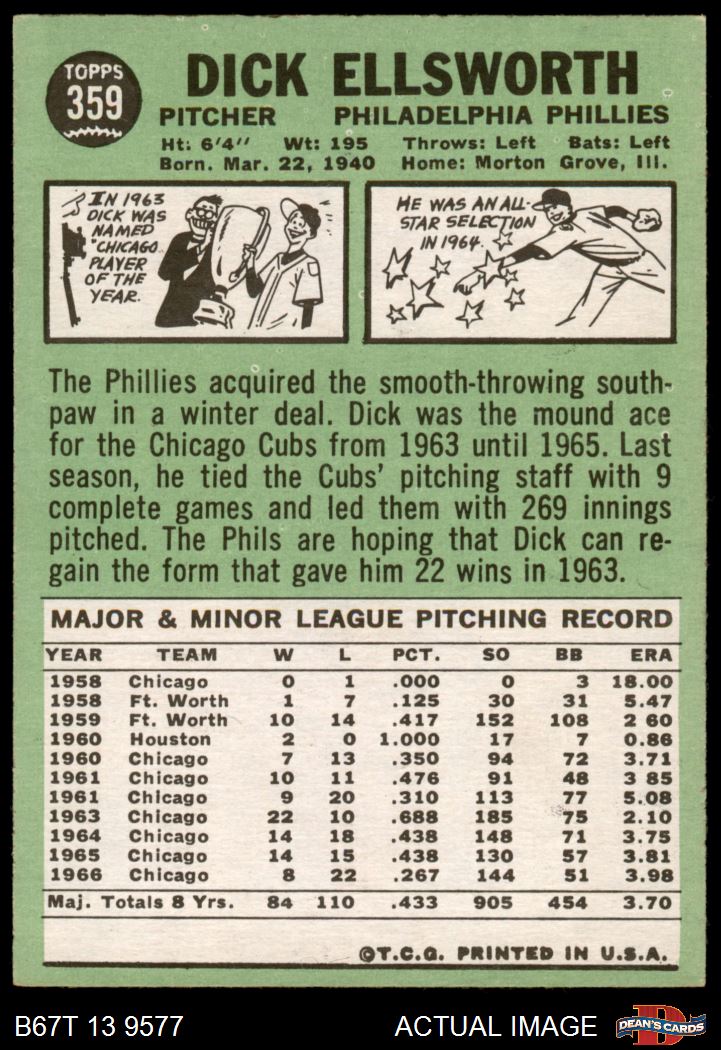 TOPPS
359
DICK ELLSWORTH
PITCHER PHILADELPHIA PHILLIES
Ht: 6'4" Wt: 195 Throws: Left Bats: Left
Born. Mar. 22, 1940 Home: Morton Grove, Ill.
IN 1963
DICK WAS
NAMED
"CHICAGO
PLAYER
OF THE
YEAR.
HE WAS AN ALL-
STAR SELECTION
IN 1964.
The Phillies acquired the smooth-throwing south-
paw in a winter deal. Dick was the mound ace
for the Chicago Cubs from 1963 until 1965. Last
season, he tied the Cubs' pitching staff with 9
complete games and led them with 269 innings
pitched. The Phils are hoping that Dick can re-
gain the form that gave him 22 wins in 1963.
MAJOR & MINOR LEAGUE PITCHING RECORD
YEAR TEAM W L PCT. SO BB ERA
1958 Chicago 0 1 .000 0 3 18.00
1958 Ft. Worth 1 7 .125 30 31 5.47
1959 Ft. Worth 10 14 .417 152 108 2 60
1960 Houston 2 0 1.000 17 7 0.86
1960 Chicago 7 13 .350 94 72 3.71
1961 Chicago 10 11 .476 91 48 3 85
1961 Chicago 9 20 .310 113 77 5.08
1963 Chicago 22 10 .688 185 75 2.10
1964 Chicago 14 18 .438 148 71 3.75
1965 Chicago 14 15 .438 130 57 3.81
1966 Chicago 8 22 .267 144 51 3.98
Maj. Totals 8 Yrs. 84 110 .433 905 454 3.70
©T.C.G. PRINTED IN U.S.A.
B67T 13 9577 ACTUAL IMAGE
DEAN'S CARDS